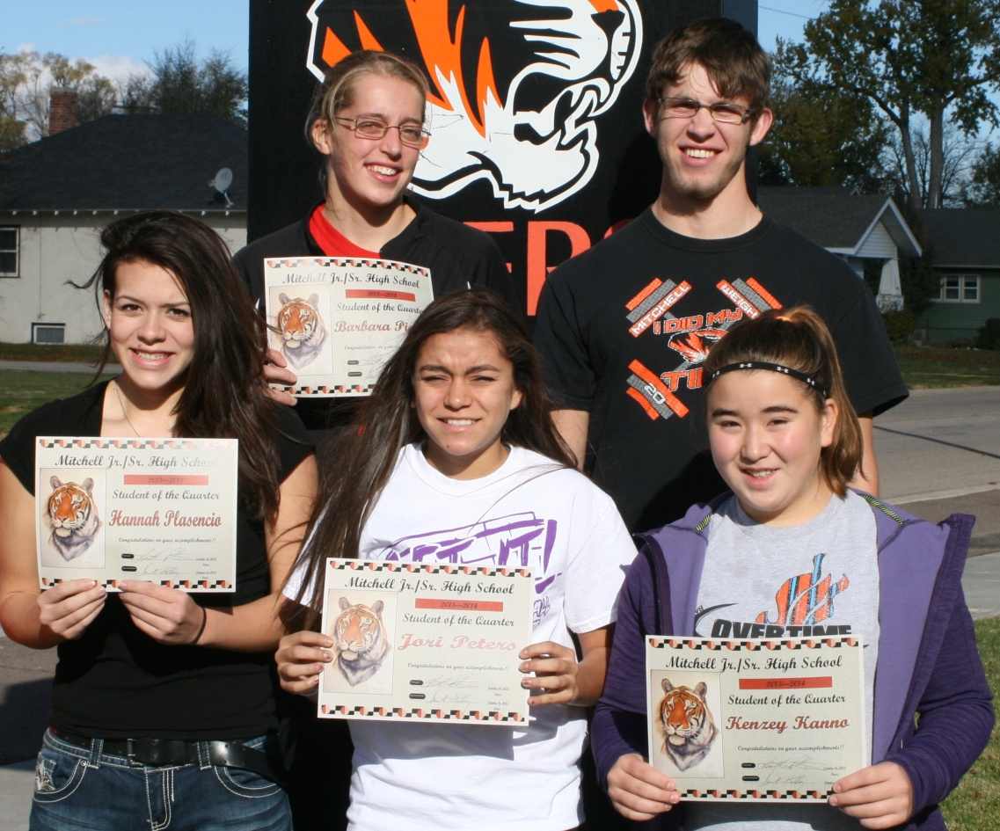 ERS
Mitchell Jr./Sr. High School
2013—2014
Student of the Quarter
Barbara
MITCHELL
I DID MY
20
Mitchell Jr./Sr. High School
2013—2014
Student of the Quarter
Hannah Plasencio
Congratulations on your accomplishments!!
Mitchell Jr./Sr. High School
2013—2014
Student of the Quarter
Jori Peters
Congratulations on your accomplishments!!
OVERTIME
Mitchell Jr./Sr. High School
2013—2014
Student of the Quarter
Kenzey Kanno
Congratulations on your accomplishments!!